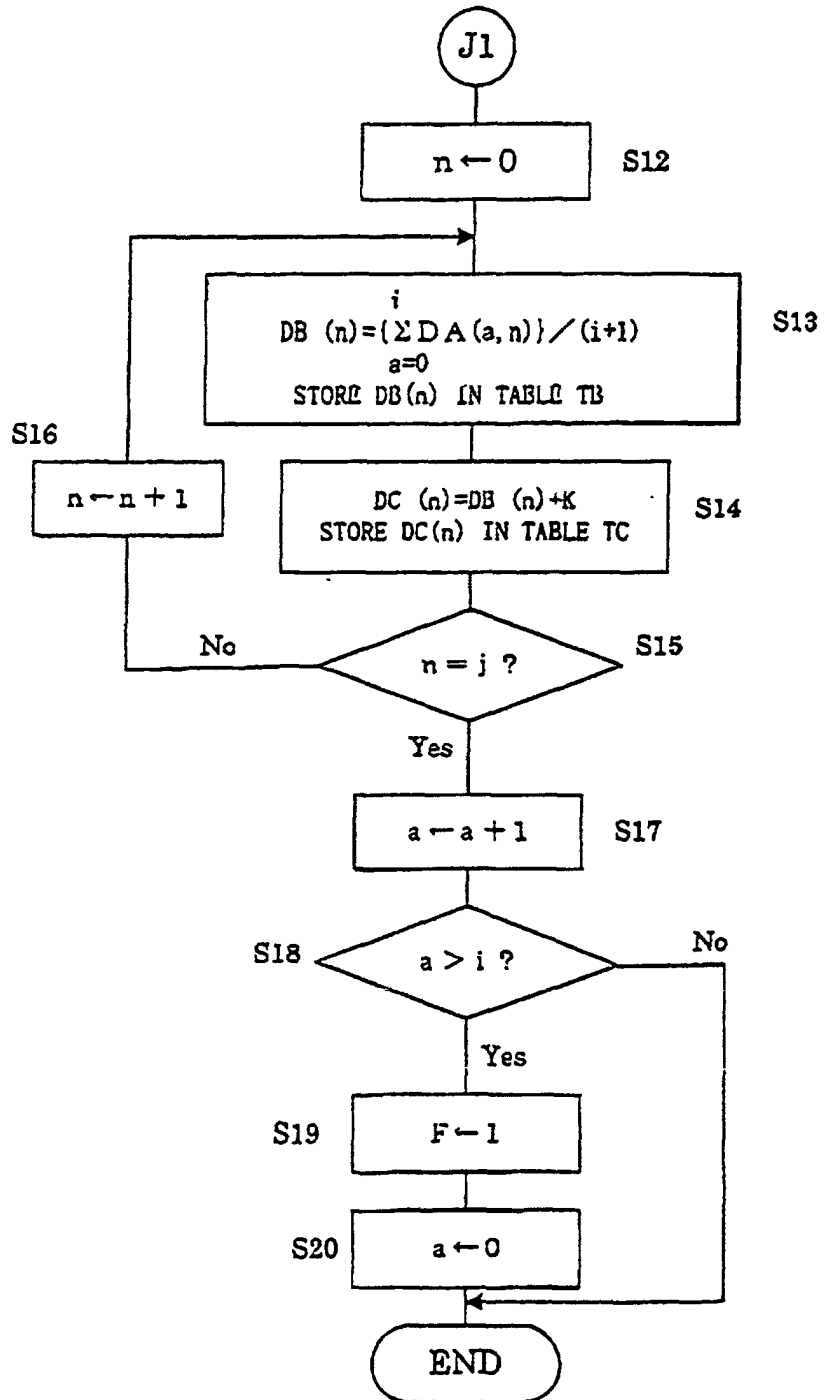 J1
n ← 0
S12
i
DB (n)={Σ D A (a, n)} / (i+1)
a=0
STORE DB(n) IN TABLE TB
S13
S16
n ← n + 1
DC (n)=DB (n)+K
STORE DC(n) IN TABLE TC
S14
No
n = j ?
S15
Yes
a ← a + 1
S17
S18
a > i ?
No
Yes
S19
F ← 1
S20
a ← 0
END